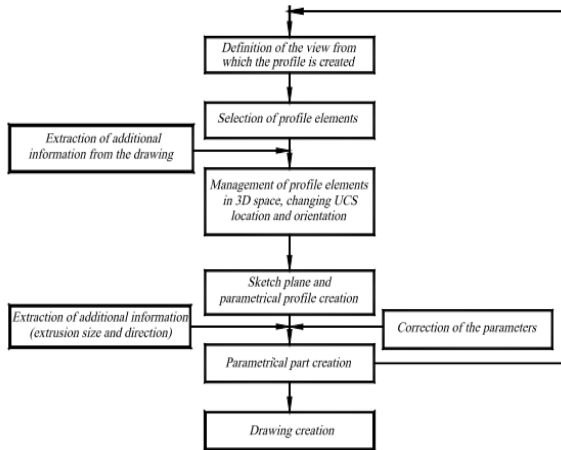 Definition of the view from
which the profile is created
Selection of profile elements
Extraction of additional
information from the drawing
Management of profile elements
in 3D space, changing UCS
location and orientation
Sketch plane and
parametrical profile creation
Extraction of additional information
(extrusion size and direction)
Correction of the parameters
Parametrical part creation
Drawing creation